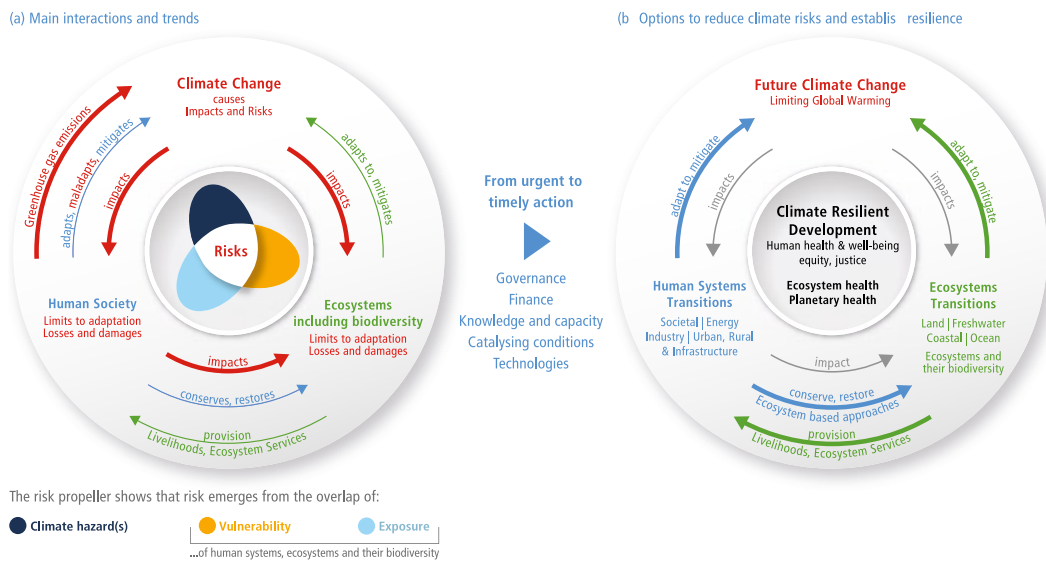 (a) Main interactions and trends
Climate Change
causes
Impacts and Risks
Greenhouse gas emissions
adapts, maladapts, mitigates
impacts
adapts to, mitigates
impacts
Risks
Human Society
Limits to adaptation
Losses and damages
Ecosystems
including biodiversity
Limits to adaptation
Losses and damages
impacts
conserves, restores
provision
Livelihoods, Ecosystem Services
The risk propeller shows that risk emerges from the overlap of:
Climate hazard(s)
Vulnerability
Exposure
...of human systems, ecosystems and their biodiversity
From urgent to
timely action
Governance
Finance
Knowledge and capacity
Catalysing conditions
Technologies
(b Options to reduce climate risks and establis resilience
Future Climate Change
Limiting Global Warming
adapt to, mitigate
impacts
adapt to, mitigate
impacts
Climate Resilient
Development
Human health & well-being
equity, justice
Ecosystem health
Planetary health
Human Systems
Transitions
Societal | Energy
Industry | Urban, Rural
& Infrastructure
Ecosystems
Transitions
Land | Freshwater
Coastal | Ocean
Ecosystems and
their biodiversity
impact
conserve, restore
Ecosystem based approaches
provision
Livelihoods, Ecosystem Services